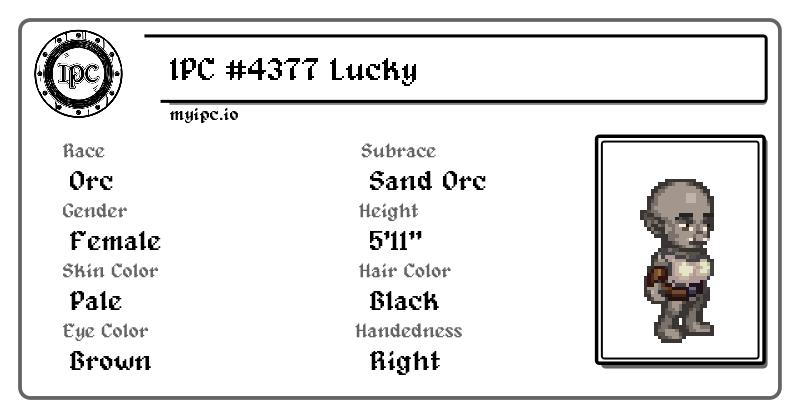 IPC
IPC #4377 Lucky
myipc.io
Race
Orc
Subrace
Sand Orc
Gender
Female
Height
5'11"
Skin Color
Pale
Hair Color
Black
Eye Color
Brown
Handedness
Right